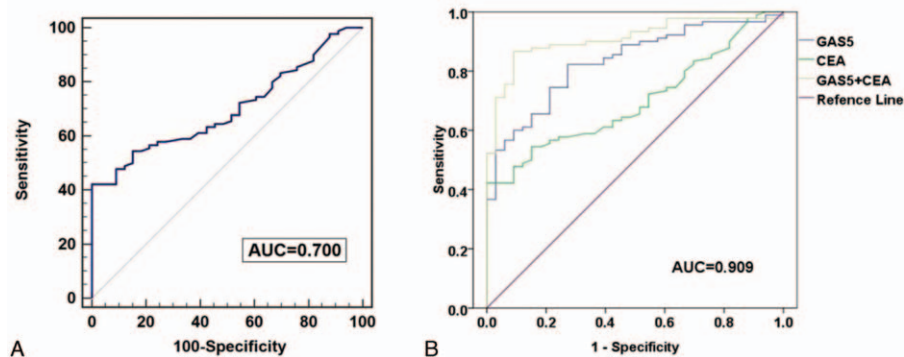 100
80
60
40
20
0
Sensitivity
AUC=0.700
0 20 40 60 80 100
100-Specificity
A
1.0
0.8
0.6
0.4
0.2
0.0
Sensitivity
GAS5
CEA
GAS5+CEA
Refence Line
AUC=0.909
0.0 0.2 0.4 0.6 0.8 1.0
1 - Specificity
B